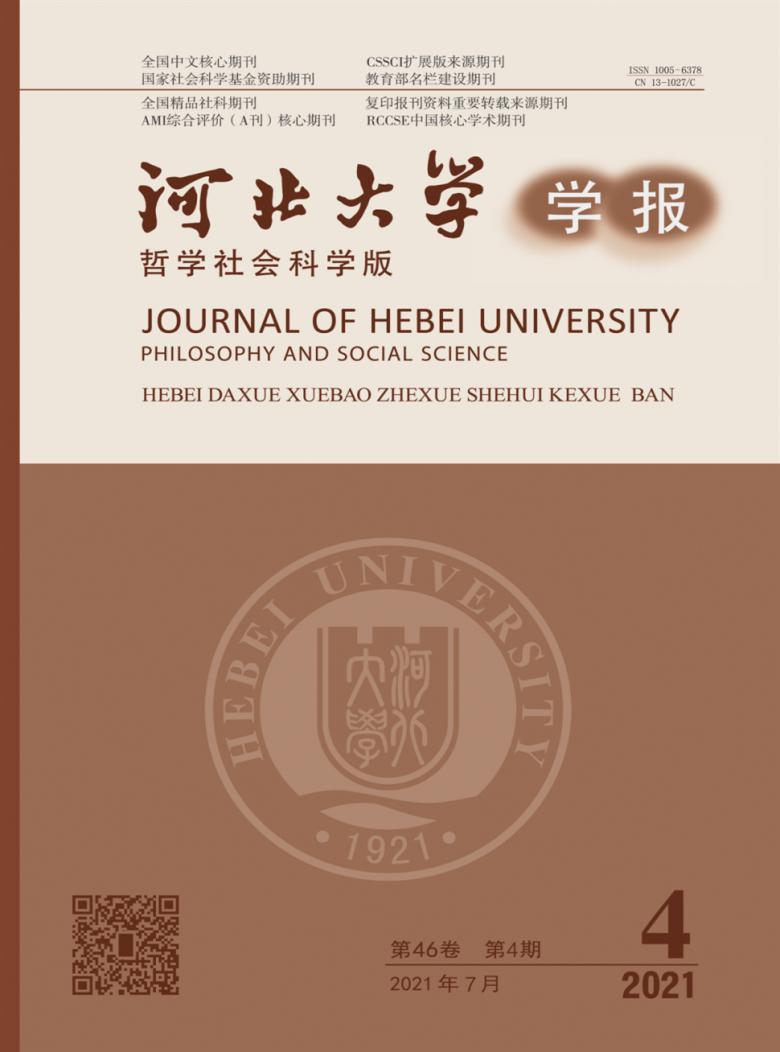 全国中文核心期刊 CSSCI扩展版来源期刊
国家社会科学基金资助期刊 教育部名栏建设期刊
ISSN 1005-6378
CN 13-1027/C
全国精品社科期刊 复印报刊资料重要转载来源期刊
AMI综合评价（A刊）核心期刊 RCCSE中国核心学术期刊
河北大学 学报
哲学社会科学版
JOURNAL OF HEBEI UNIVERSITY
PHILOSOPHY AND SOCIAL SCIENCE
HEBEI DAXUE XUEBAO ZHEXUE SHEHUI KEXUE BAN
HEBEI UNIVERSITY
河北
大學
·1921·
第46卷 第4期
2021年7月
4
2021